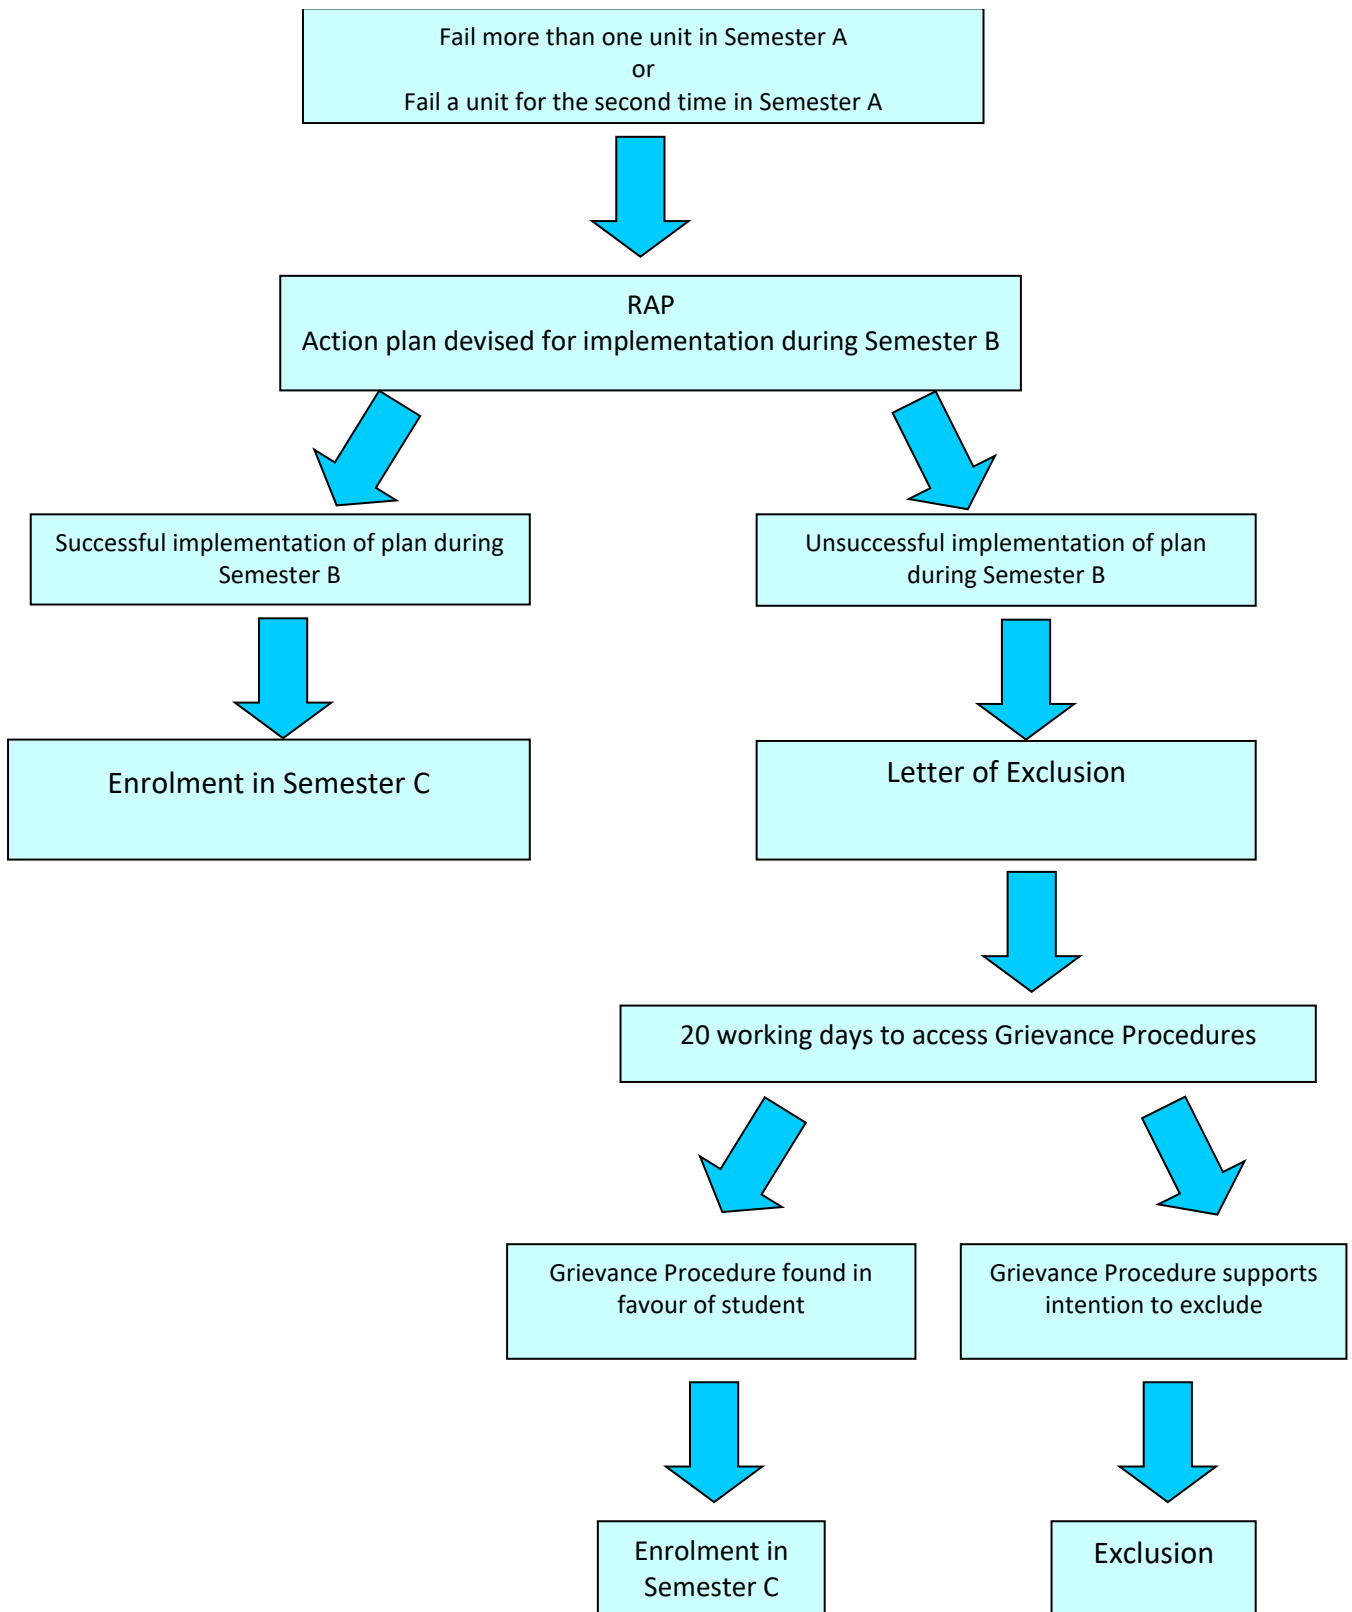 Fail more than one unit in Semester A
or
Fail a unit for the second time in Semester A
RAP
Action plan devised for implementation during Semester B
Successful implementation of plan during
Semester B
Unsuccessful implementation of plan
during Semester B
Enrolment in Semester C
Letter of Exclusion
20 working days to access Grievance Procedures
Grievance Procedure found in
favour of student
Grievance Procedure supports
intention to exclude
Enrolment in
Semester C
Exclusion